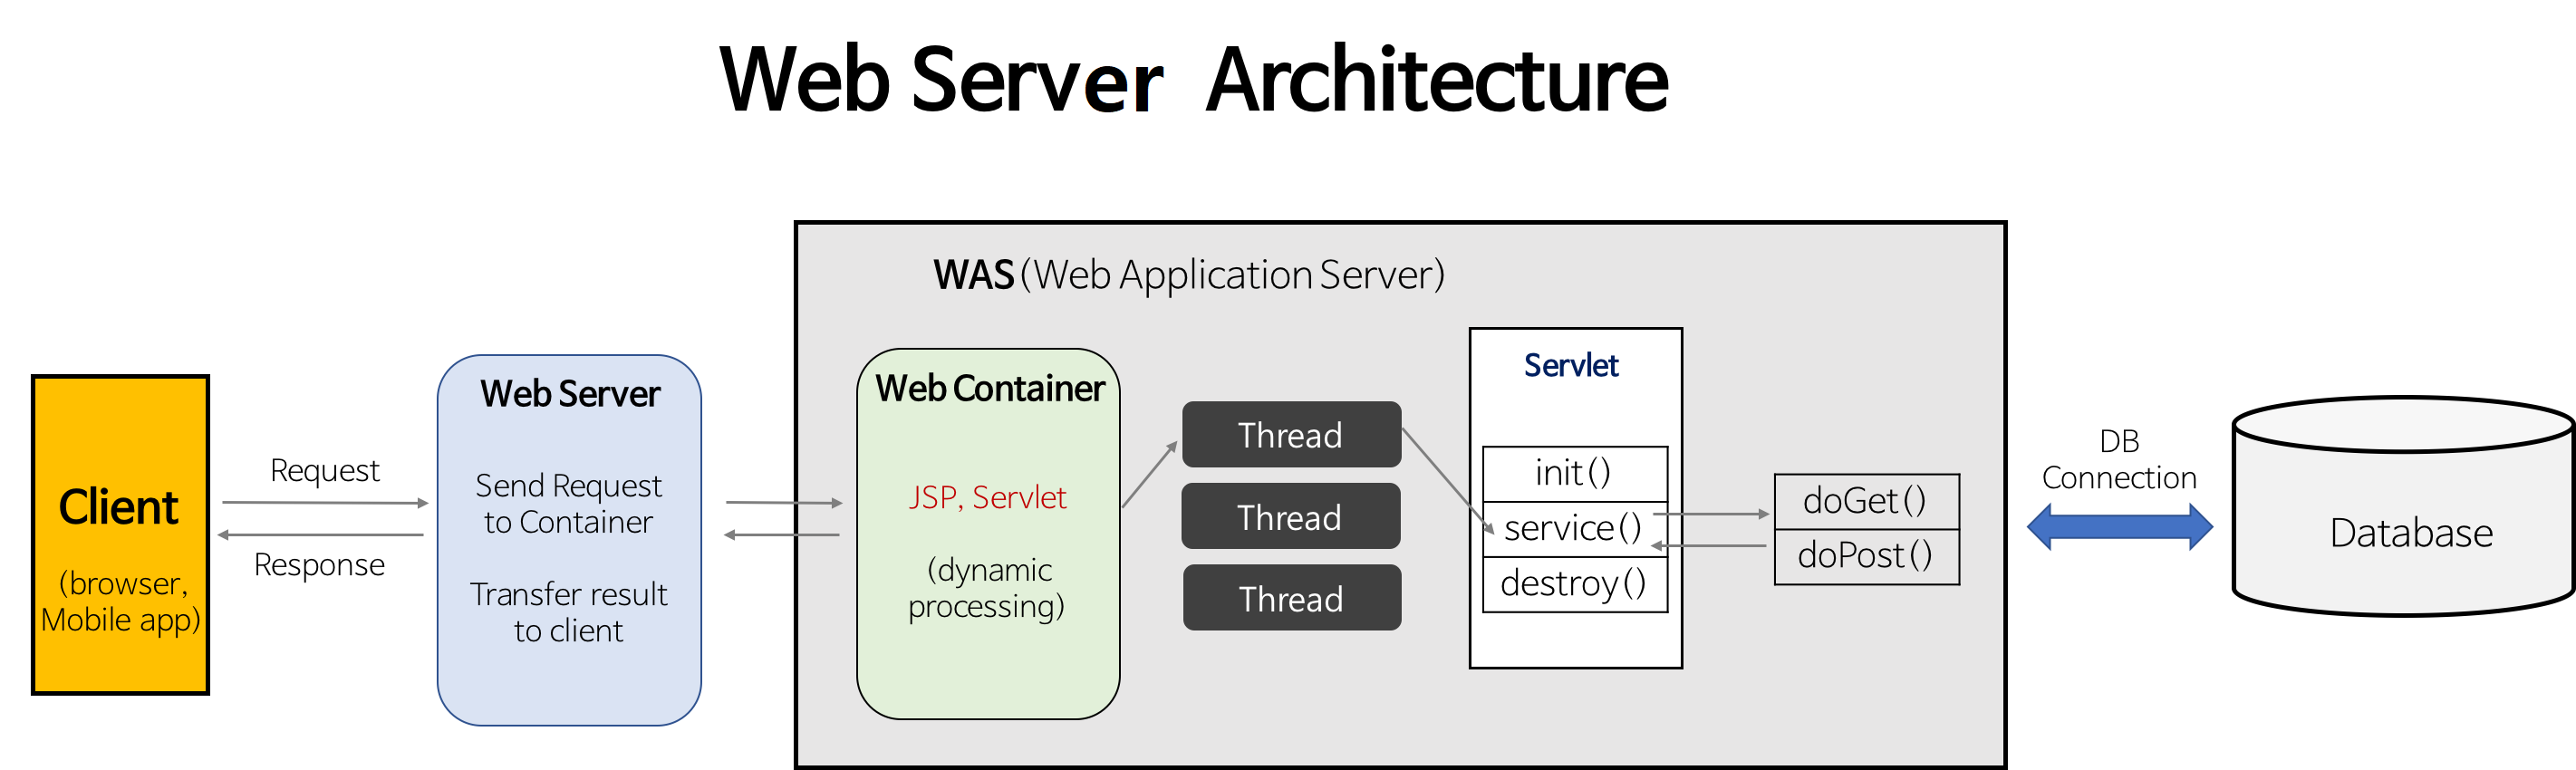 Web Server Architecture
WAS(Web Application Server)
Client
(browser,
Mobile app)
Request
Response
Web Server
Send Request
to Container
Transfer result
to client
Web Container
JSP, Servlet
(dynamic
processing)
Thread
Thread
Thread
Servlet
init()
service()
destroy()
doGet()
doPost()
DB
Connection
Database